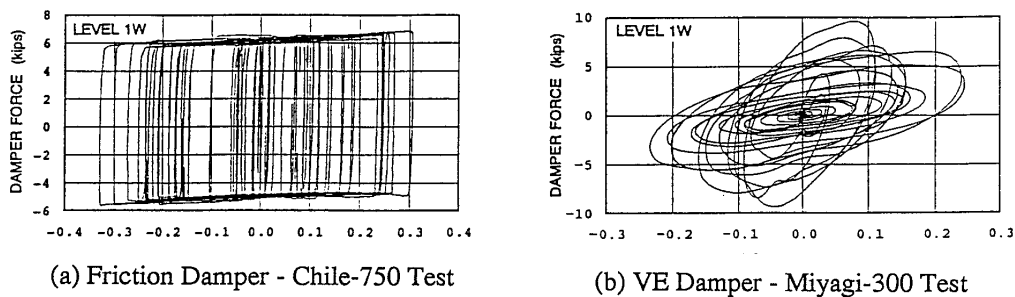 LEVEL 1W
DAMPER FORCE (kips)
8
6
4
2
0
-2
-4
-6
-0.4 -0.3 -0.2 -0.1 0.0 0.1 0.2 0.3 0.4
(a) Friction Damper - Chile-750 Test
LEVEL 1W
DAMPER FORCE (kips)
10
5
0
-5
-10
-0.3 -0.2 -0.1 0.0 0.1 0.2 0.3
(b) VE Damper - Miyagi-300 Test